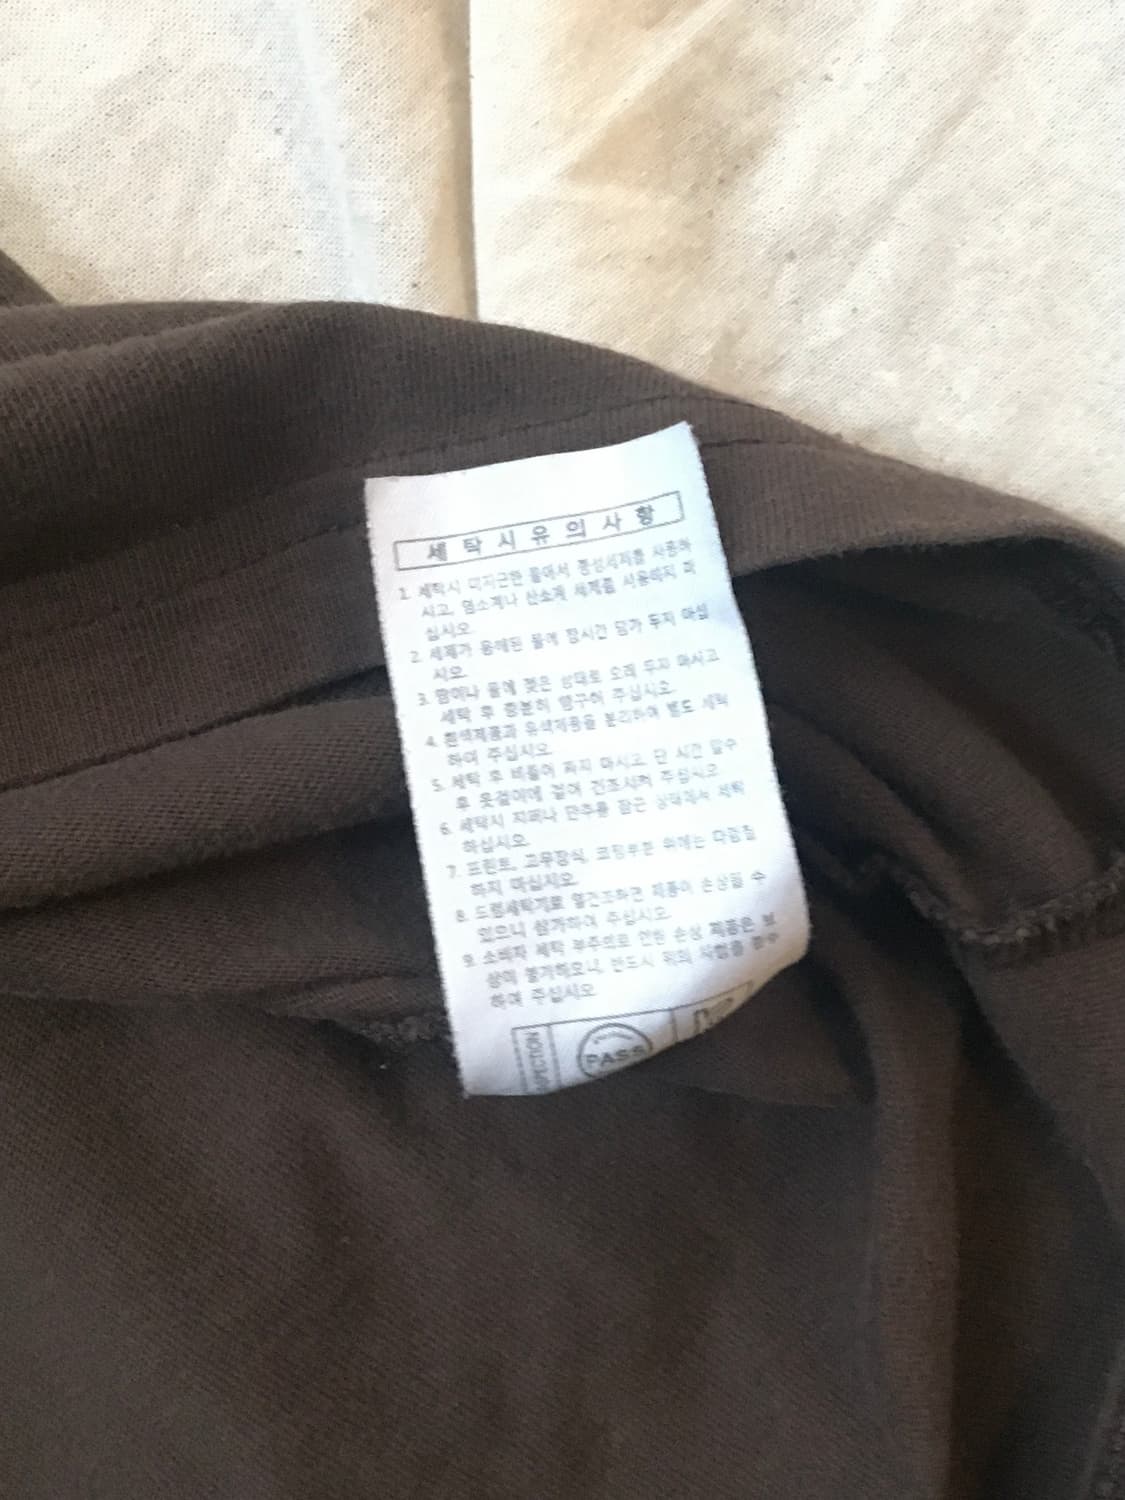 세탁시유의사항
1. 세탁시 미지근한 물에서 중성세제를 사용하
시고, 염소계나 산소계 세제를 사용하지 마
십시오.
2. 세제가 용해된 물에 장시간 담가 두지 마십
시오.
3. 땀이나 물에 젖은 상태로 오래 두지 마시고
세탁 후 충분히 헹구어 주십시오.
4. 흰색제품과 유색제품을 분리하여 별도 세탁
하여 주십시오.
5. 세탁 후 비틀어 짜지 마시고, 단 시간 탈수
후 옷걸이에 걸어 건조시켜 주십시오
6. 세탁시 지퍼나 단추를 잠근 상태에서 세탁
하십시오.
7. 프린트, 고무장식, 코팅부분 위에는 다림질
하지 마십시오.
8. 드럼세탁기로 열건조하면 제품이 손상될 수
있으니 삼가하여 주십시오.
9. 소비자 세탁 부주의로 인한 손상 제품은 보
상이 불가하오니, 반드시 위의 사항을 준수
하여 주십시오
PASS